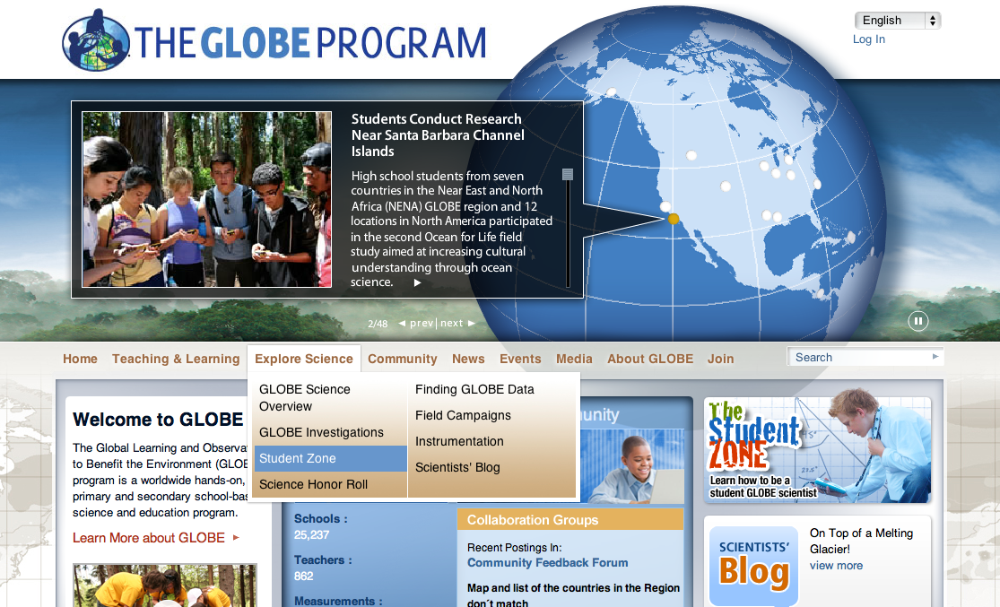 THE GLOBE PROGRAM
English
Log In
Students Conduct Research
Near Santa Barbara Channel
Islands
High school students from seven
countries in the Near East and North
Africa (NENA) GLOBE region and 12
locations in North America participated
in the second Ocean for Life field
study aimed at increasing cultural
understanding through ocean
science.
2/48 ◄ prev | next ►
Home Teaching & Learning Explore Science Community News Events Media About GLOBE Join Search
GLOBE Science
Overview
GLOBE Investigations
Student Zone
Science Honor Roll
Finding GLOBE Data
Field Campaigns
Instrumentation
Scientists' Blog
Welcome to GLOBE
The Global Learning and Observa
to Benefit the Environment (GLOB
program is a worldwide hands-on,
primary and secondary school-bas
science and education program.
Learn More about GLOBE
Schools :
25,237
Teachers :
862
Measurements :
munity
Collaboration Groups
Recent Postings In:
Community Feedback Forum
Map and list of the countries in the Region
don´t match
The
Student
ZONE
Learn how to be a
student GLOBE scientist
22.5°
SCIENTISTS'
Blog
On Top of a Melting
Glacier!
view more